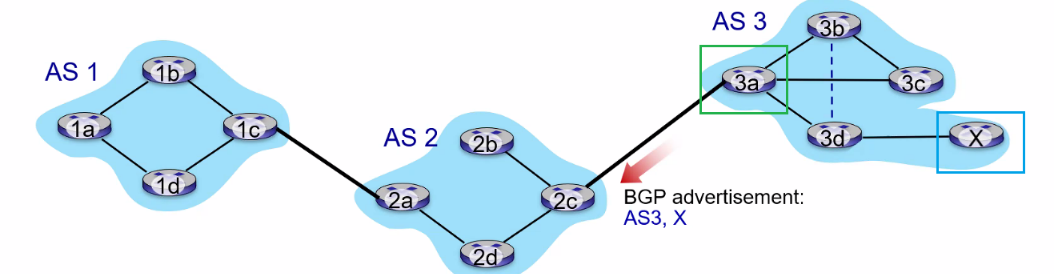 AS 1
1b
1a
1c
1d
AS 2
2b
2a
2c
2d
AS 3
3b
3a
3c
3d
X
BGP advertisement:
AS3, X